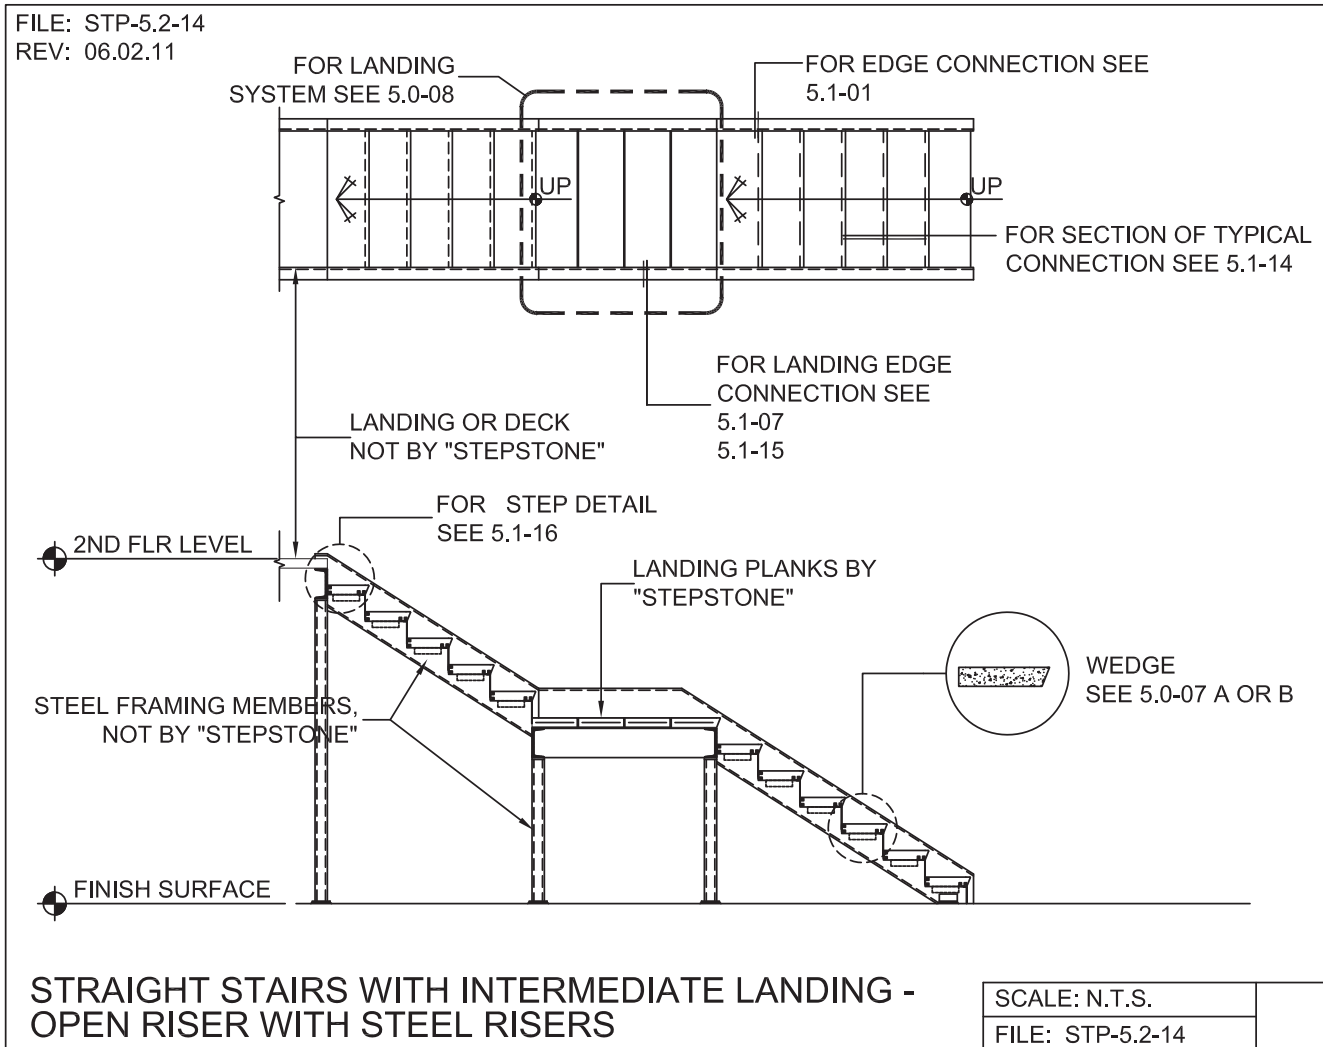 FILE: STP-5.2-14
REV: 06.02.11
FOR LANDING
SYSTEM SEE 5.0-08
FOR EDGE CONNECTION SEE
5.1-01
UP
UP
FOR SECTION OF TYPICAL
CONNECTION SEE 5.1-14
FOR LANDING EDGE
CONNECTION SEE
5.1-07
5.1-15
LANDING OR DECK
NOT BY "STEPSTONE"
FOR STEP DETAIL
SEE 5.1-16
2ND FLR LEVEL
LANDING PLANKS BY
"STEPSTONE"
WEDGE
SEE 5.0-07 A OR B
STEEL FRAMING MEMBERS,
NOT BY "STEPSTONE"
FINISH SURFACE
STRAIGHT STAIRS WITH INTERMEDIATE LANDING -
OPEN RISER WITH STEEL RISERS
SCALE: N.T.S.
FILE: STP-5.2-14